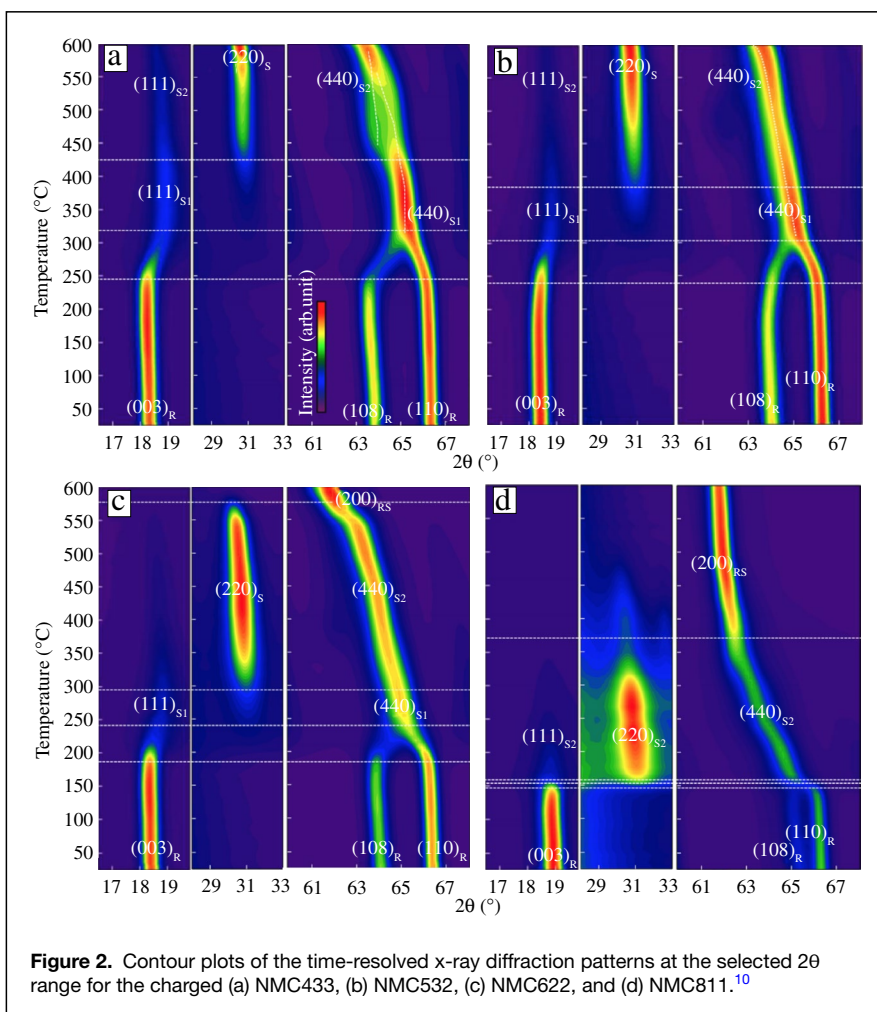 a
600
550
500
450
400
350
300
250
200
150
100
50
Temperature (°C)
(111)S2
(220)S
(440)S2
(111)S1
(440)S1
Intensity (arb.unit)
(003)R
(108)R
(110)R
17 18 19 29 31 33 61 63 65 67
b
(111)S2
(220)S
(440)S2
(111)S1
(440)S1
(003)R
(108)R
(110)R
17 18 19 29 31 33 61 63 65 67
2θ (°)
c
600
550
500
450
400
350
300
250
200
150
100
50
Temperature (°C)
(200)RS
(220)S
(440)S2
(111)S1
(440)S1
(003)R
(108)R
(110)R
17 18 19 29 31 33 61 63 65 67
d
(200)RS
(111)S2
(220)S2
(440)S2
(003)R
(108)R
(110)R
17 18 19 29 31 33 61 63 65 67
2θ (°)
Figure 2. Contour plots of the time-resolved x-ray diffraction patterns at the selected 2θ
range for the charged (a) NMC433, (b) NMC532, (c) NMC622, and (d) NMC811.10